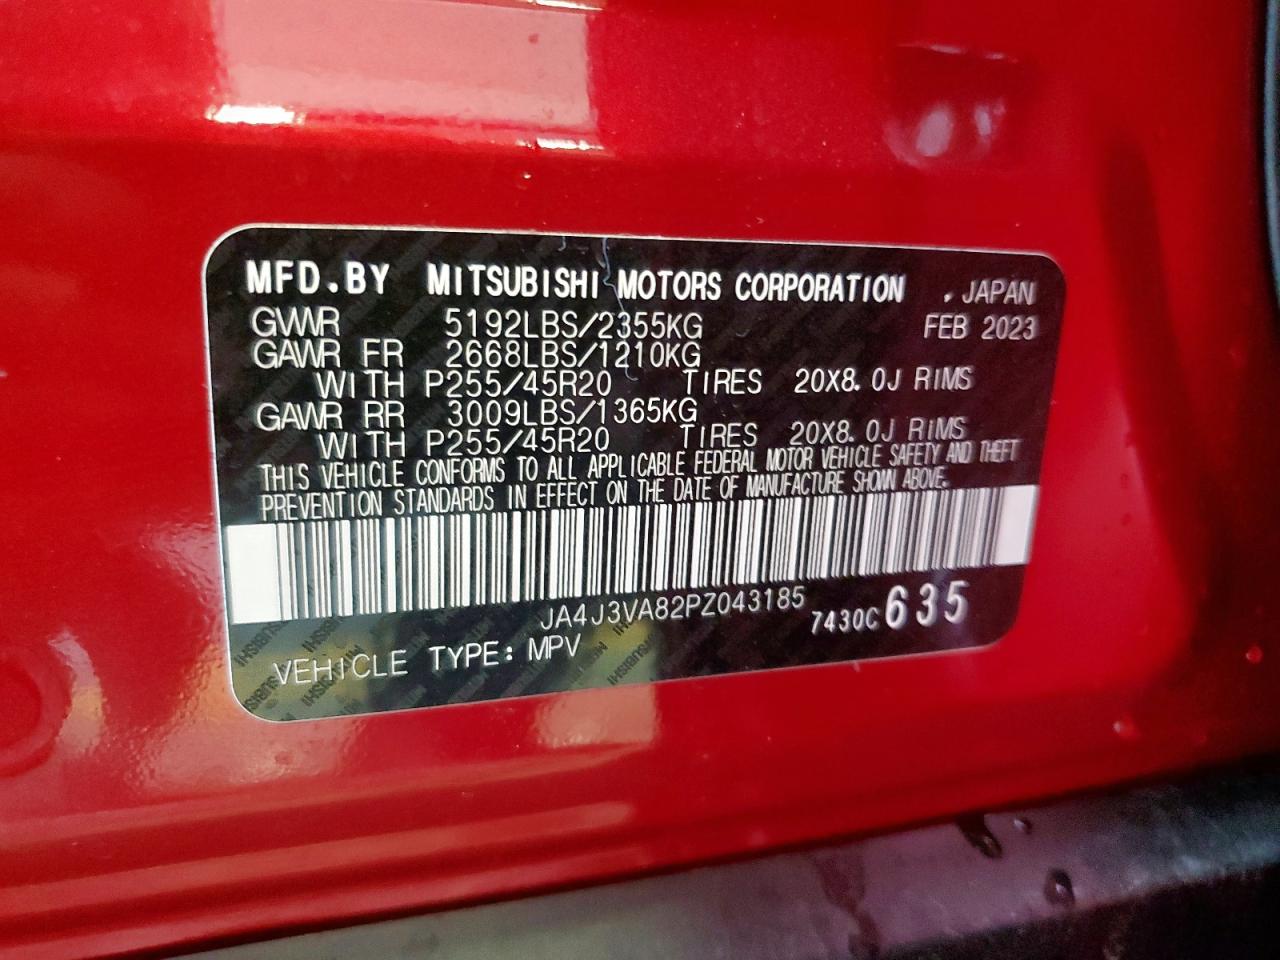 MFD.BY MITSUBISHI MOTORS CORPORATION , JAPAN
GVWR 5192LBS/2355KG FEB 2023
GAWR FR 2668LBS/1210KG
WITH P255/45R20 TIRES 20X8.0J RIMS
GAWR RR 3009LBS/1365KG
WITH P255/45R20 TIRES 20X8.0J RIMS
THIS VEHICLE CONFORMS TO ALL APPLICABLE FEDERAL MOTOR VEHICLE SAFETY AND THEFT
PREVENTION STANDARDS IN EFFECT ON THE DATE OF MANUFACTURE SHOWN ABOVE.
JA4J3VA82PZ043185 7430C 635
VEHICLE TYPE: MPV